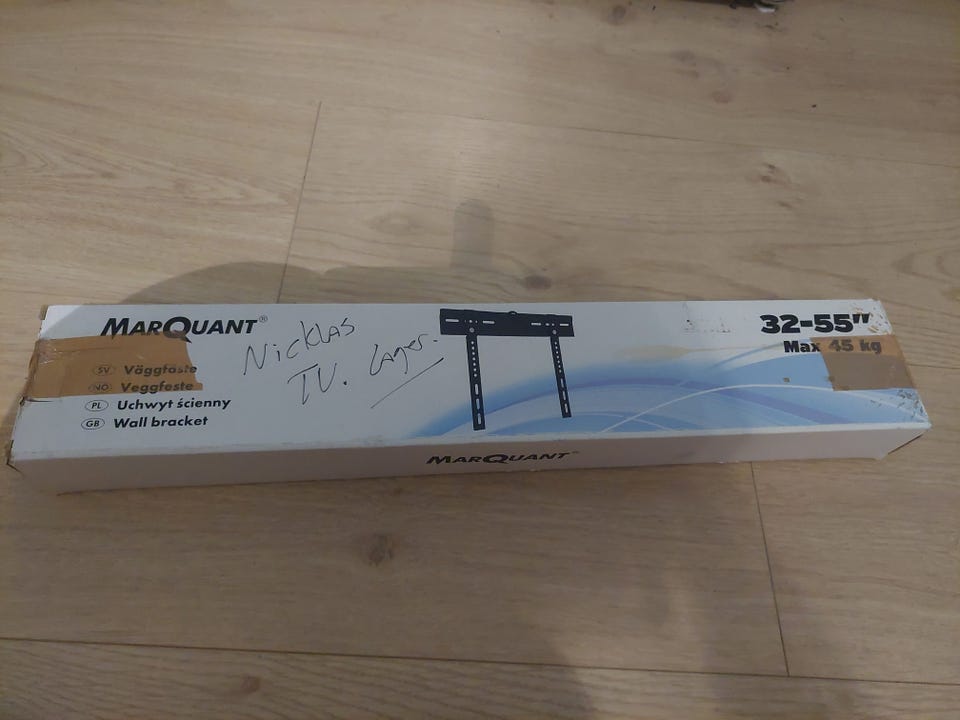 MARQUANT®
SV Väggfäste
NO Veggfeste
PL Uchwyt ścienny
GB Wall bracket
Nicklas
TV. Lager.
32-55"
Max 45 kg
MARQUANT®